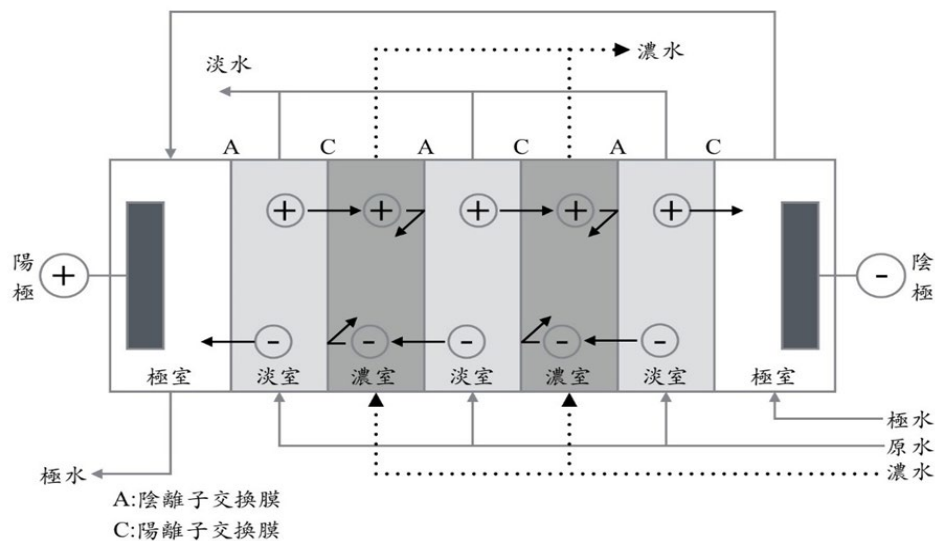 濃水
淡水
A C A C A C
陽極
+
+ + + + +
-
陰極
- - - - -
極室 淡室 濃室 淡室 濃室 淡室 極室
極水
原水
極水 濃水
A:陰離子交換膜
C:陽離子交換膜